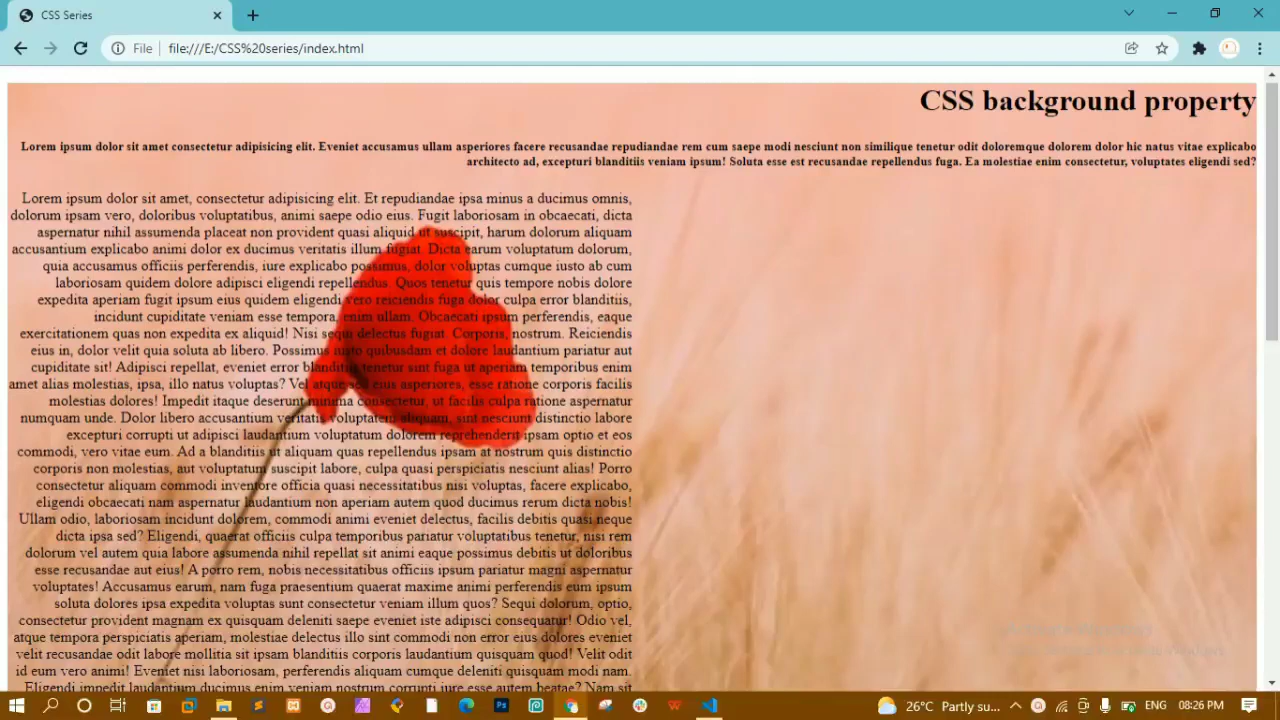 CSS Series
File
file:///E:/CSS%20series/index.html
CSS background property
Lorem ipsum dolor sit amet consectetur adipisicing elit. Eveniet accusamus ullam asperiores facere recusandae repudiandae rem cum saepe modi nesciunt non similique tenetur odit doloremque dolorem dolor hic natus vitae explicabo
architecto ad, excepturi blanditiis veniam ipsum! Soluta esse est recusandae repellendus fuga. Ea molestiae enim consectetur, voluptates eligendi sed?
Lorem ipsum dolor sit amet, consectetur adipisicing elit. Et repudiandae ipsa minus a ducimus omnis,
dolorum ipsam vero, doloribus voluptatibus, animi saepe odio eius. Fugit laboriosam in obcaecati, dicta
aspernatur nihil assumenda placeat non provident quasi aliquid ut suscipit, harum dolorum aliquam
accusantium explicabo animi dolor ex ducimus veritatis illum fugiat. Dicta earum voluptatum dolorum,
quia accusamus officiis perferendis, iure explicabo possimus, dolor voluptas cumque iusto ab cum
laboriosam quidem dolore adipisci eligendi repellendus. Quos tenetur quis tempore nobis dolore
expedita aperiam fugit ipsum eius quidem eligendi vero reiciendis fuga dolor culpa error blanditiis,
incidunt cupiditate veniam esse tempora, enim ullam. Obcaecati ipsum perferendis, eaque
exercitationem quas non expedita ex aliquid! Nisi sequi delectus fugiat. Corporis, nostrum. Reiciendis
eius in, dolor velit quia soluta ab libero. Possimus iusto quibusdam et dolore laudantium pariatur aut
cupiditate sit! Adipisci repellat, eveniet error blanditiis tenetur sint fuga ut aperiam temporibus enim
amet alias molestias, ipsa, illo natus voluptas? Vel atque sed eius asperiores, esse ratione corporis facilis
molestias dolores! Impedit itaque deserunt minima consectetur, ut facilis culpa ratione aspernatur
numquam unde. Dolor libero accusantium veritatis voluptatem aliquam, sint nesciunt distinctio labore
excepturi corrupti ut adipisci laudantium voluptatum dolorem reprehenderit ipsam optio et eos
commodi, vero vitae eum. Ad a blanditiis ut aliquam quas repellendus ipsum at nostrum quis distinctio
corporis non molestias, aut voluptatum suscipit labore, culpa quasi perspiciatis nesciunt alias! Porro
consectetur aliquam commodi inventore officia quasi necessitatibus nisi voluptas, facere explicabo,
eligendi obcaecati nam aspernatur laudantium non aperiam autem quod ducimus rerum dicta nobis!
Ullam odio, laboriosam incidunt dolorem, commodi animi eveniet delectus, facilis debitis quasi neque
dicta ipsa sed? Eligendi, quaerat officiis culpa temporibus pariatur voluptatibus tenetur, nisi rem
dolorum vel autem quia labore assumenda nihil repellat sit animi eaque possimus debitis ut doloribus
esse recusandae aut eius! A porro rem, nobis necessitatibus officiis ipsum pariatur magni aspernatur
voluptates! Accusamus earum, nam fuga praesentium quaerat maxime animi perferendis eum ipsum
soluta dolores ipsa expedita voluptas sunt consectetur veniam illum quos? Sequi dolorum, optio,
consectetur provident magnam ex quisquam deleniti saepe eveniet iste adipisci consequatur! Odio vel,
atque tempora perspiciatis aperiam, molestiae delectus illo sint commodi non error eius dolores eveniet
velit recusandae odit labore mollitia sit ipsam blanditiis corporis laudantium quisquam quod! Velit odit
id eum vero animi! Eveniet nisi laboriosam, perferendis aliquam cumque deleniti quisquam modi nam.
Eligendi impedit laudantium ducimus enim veniam nostrum corrupti iure esse autem beatae? Nam sit
26°C Partly su...
ENG
08:26 PM